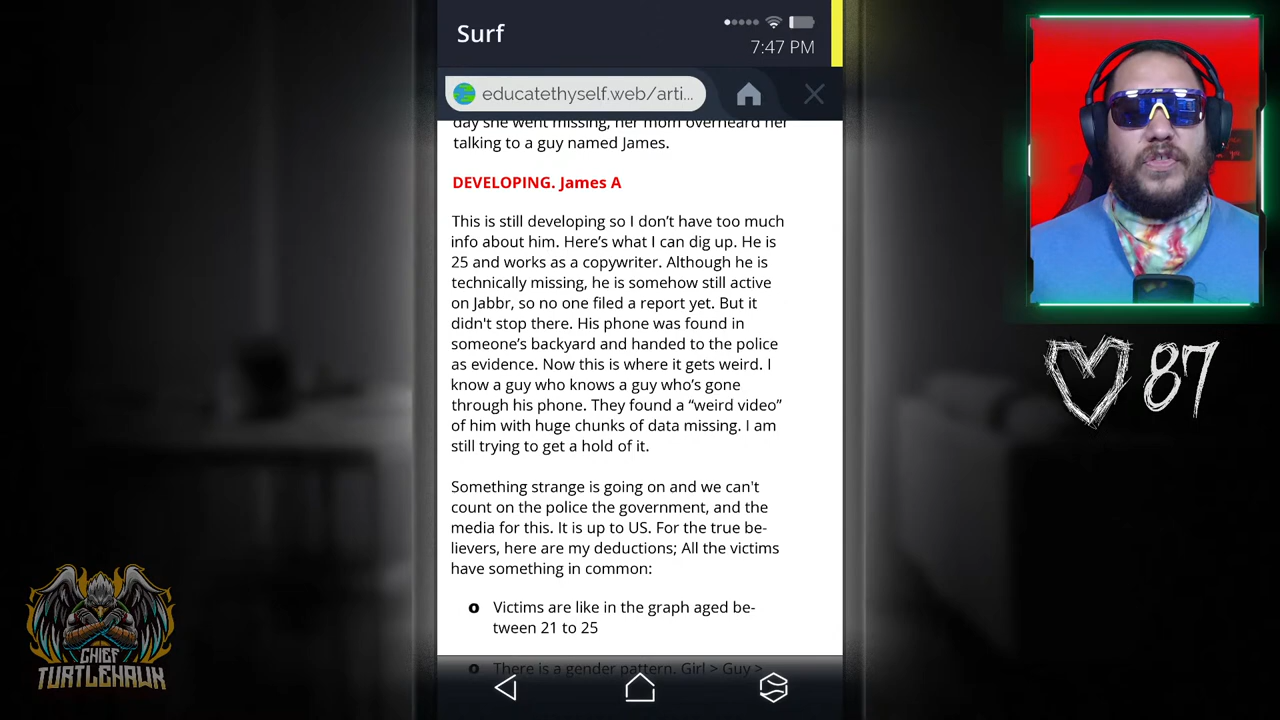 Surf
7:47 PM
educatethyself.web/arti...
day she went missing, her mom overheard her
talking to a guy named James.
DEVELOPING. James A
This is still developing so I don't have too much
info about him. Here's what I can dig up. He is
25 and works as a copywriter. Although he is
technically missing, he is somehow still active
on Jabbr, so no one filed a report yet. But it
didn't stop there. His phone was found in
someone's backyard and handed to the police
as evidence. Now this is where it gets weird. I
know a guy who knows a guy who's gone
through his phone. They found a “weird video”
of him with huge chunks of data missing. I am
still trying to get a hold of it.
Something strange is going on and we can't
count on the police the government, and the
media for this. It is up to US. For the true be-
lievers, here are my deductions; All the victims
have something in common:
o Victims are like in the graph aged be-
tween 21 to 25
o There is a gender pattern. Girl > Guy >
87
CHIEF
TURTLEHAWK